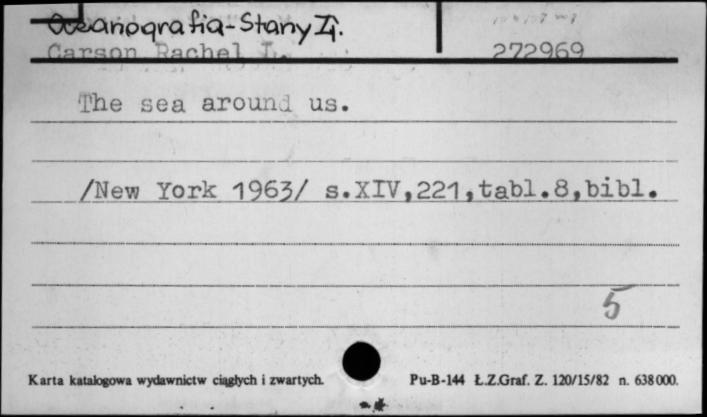 Oceanografia-Stany Zj.
Carson Rachel L. 272969
The sea around us.
/New York 1963/ s.XIV,221,tabl.8,bibl.
5
Karta katalogowa wydawnictw ciągłych i zwartych. Pu-B-144 Ł.Z.Graf. Z. 120/15/82 n. 638000.